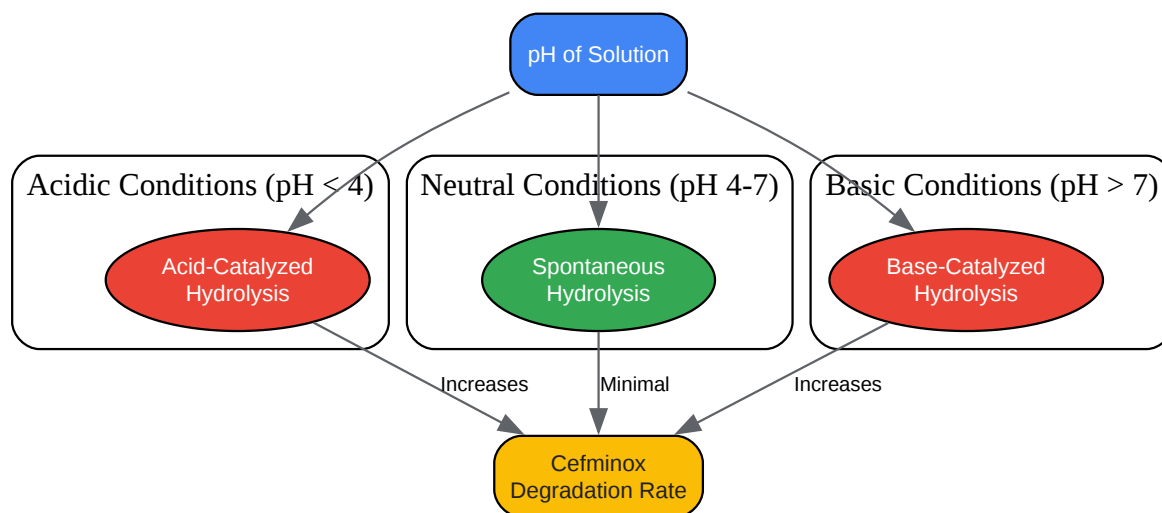 pH of Solution
Acidic Conditions (pH < 4)
Neutral Conditions (pH 4-7)
Basic Conditions (pH > 7)
Acid-Catalyzed
Hydrolysis
Spontaneous
Hydrolysis
Base-Catalyzed
Hydrolysis
Increases
Minimal
Increases
Cefminox
Degradation Rate